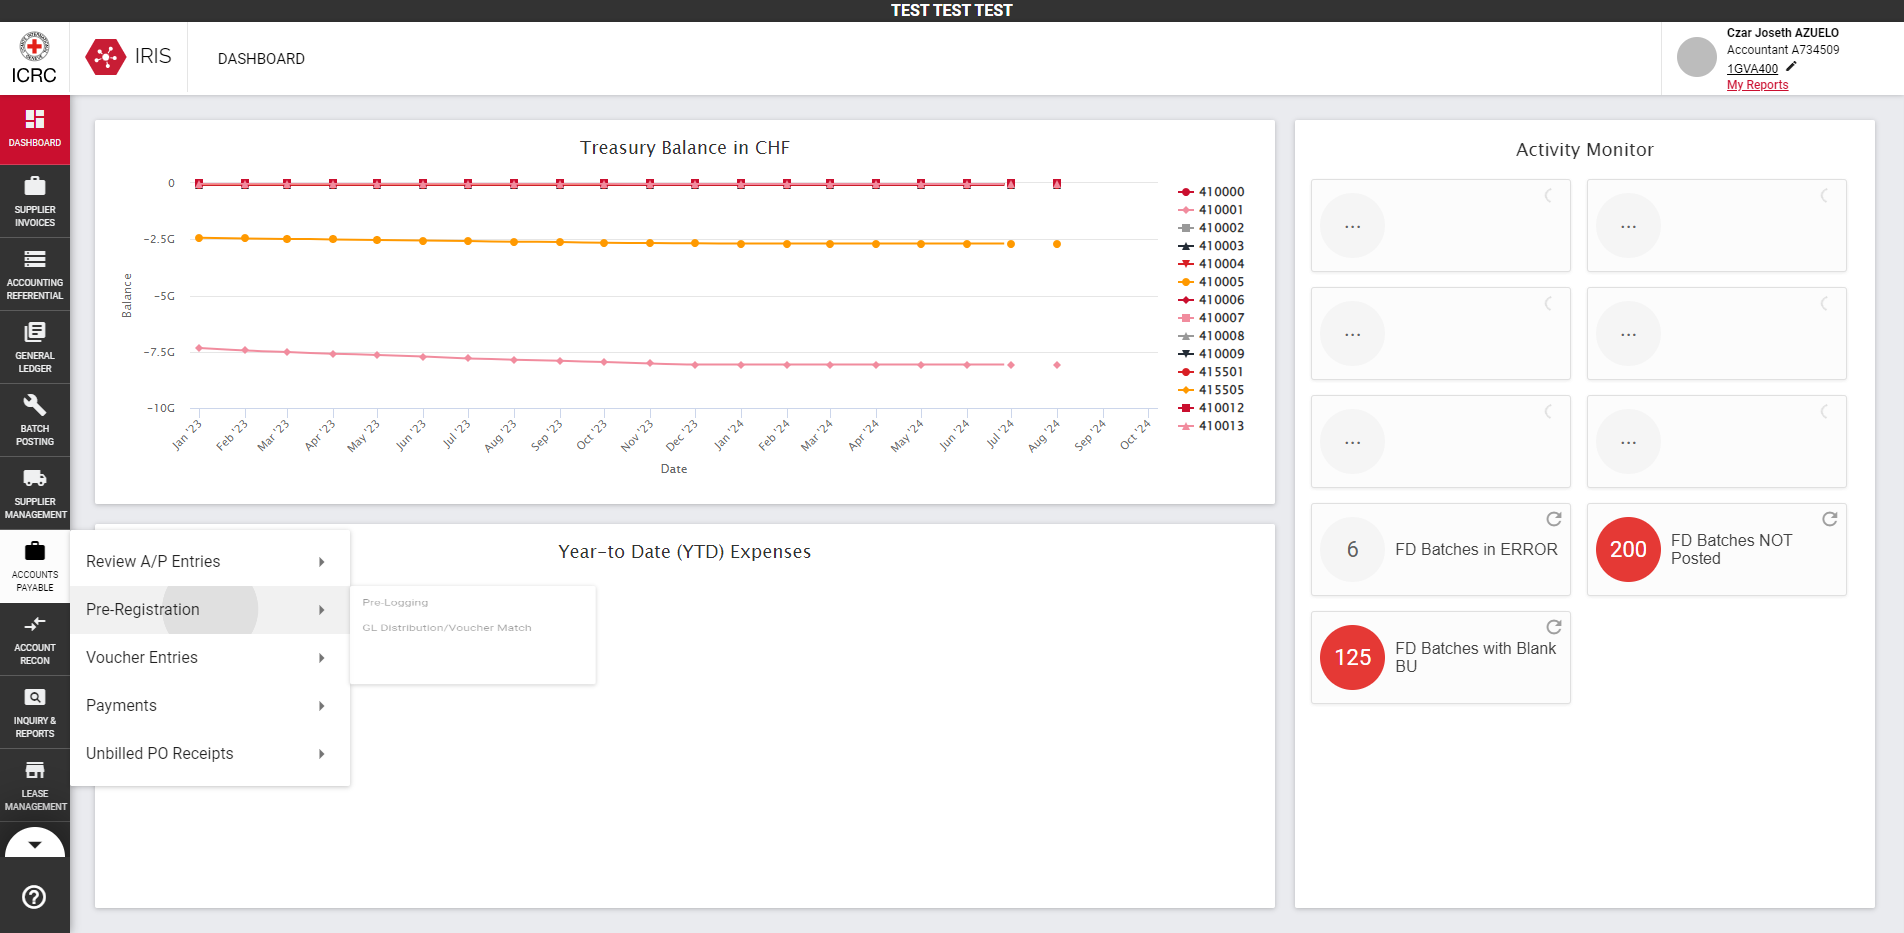 TEST TEST TEST
ICRC
IRIS
DASHBOARD
Czar Joseth AZUELO
Accountant A734509
1GVA400
My Reports
DASHBOARD
SUPPLIER
INVOICES
ACCOUNTING
REFERENTIAL
GENERAL
LEDGER
BATCH
POSTING
SUPPLIER
MANAGEMENT
ACCOUNTS
PAYABLE
ACCOUNT
RECON
INQUIRY &
REPORTS
LEASE
MANAGEMENT
Treasury Balance in CHF
Balance
0
−2.5G
−5G
−7.5G
−10G
Jan '23
Feb '23
Mar '23
Apr '23
May '23
Jun '23
Jul '23
Aug '23
Sep '23
Oct '23
Nov '23
Dec '23
Jan '24
Feb '24
Mar '24
Apr '24
May '24
Jun '24
Jul '24
Aug '24
Sep '24
Oct '24
Date
410000
410001
410002
410003
410004
410005
410006
410007
410008
410009
415501
415505
410012
410013
Review A/P Entries
Pre-Registration
Voucher Entries
Payments
Unbilled PO Receipts
Pre-Logging
GL Distribution/Voucher Match
Year-to Date (YTD) Expenses
Activity Monitor
...
...
...
...
...
...
6
FD Batches in ERROR
200
FD Batches NOT
Posted
125
FD Batches with Blank
BU